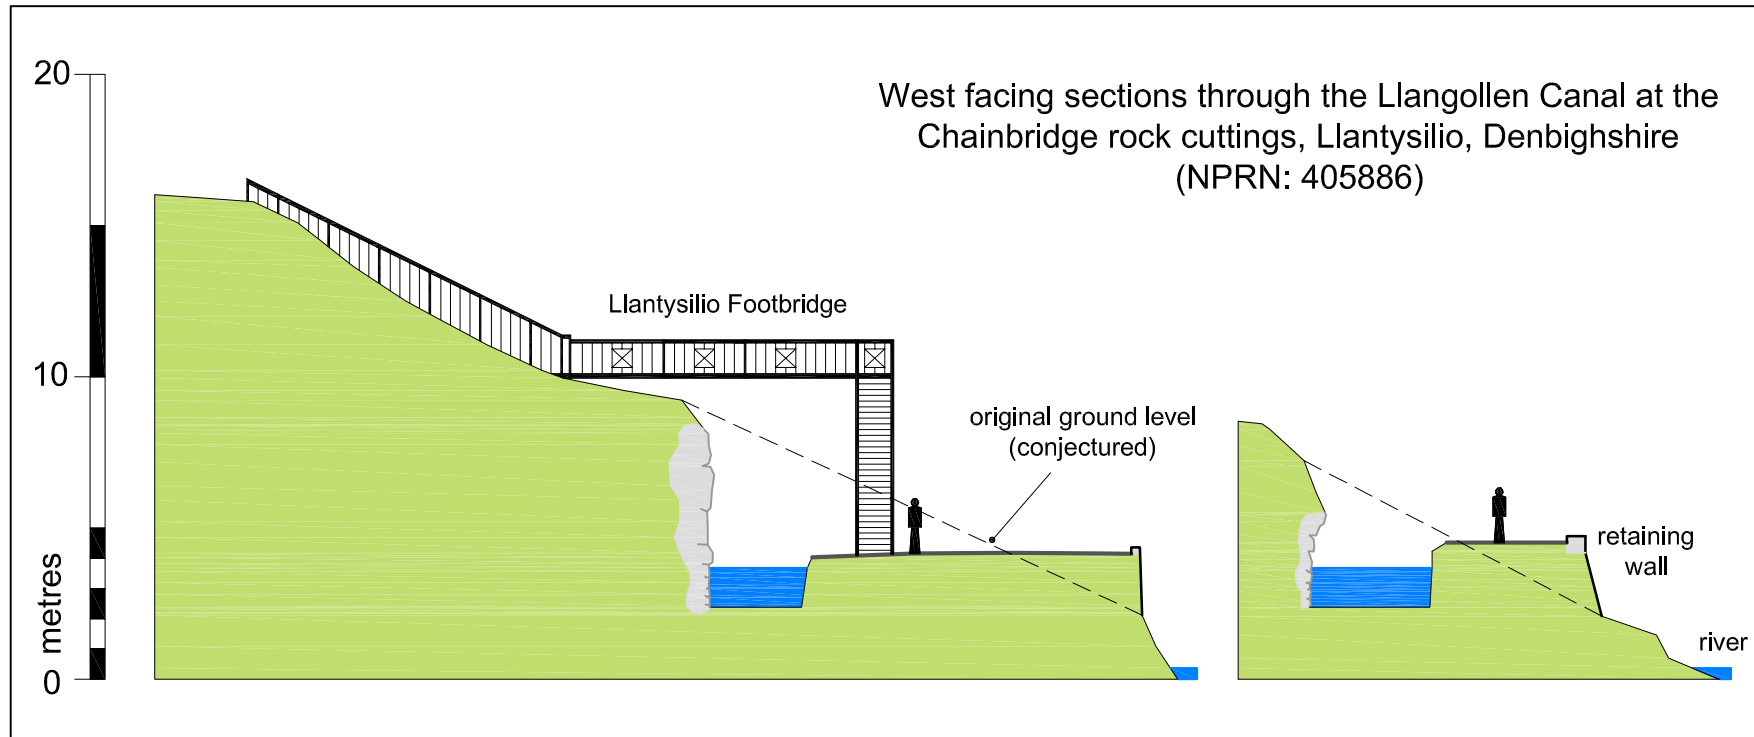 West facing sections through the Llangollen Canal at the
Chainbridge rock cuttings, Llantysilio, Denbighshire
(NPRN: 405886)
20
10
0
metres
Llantysilio Footbridge
original ground level
(conjectured)
retaining
wall
river